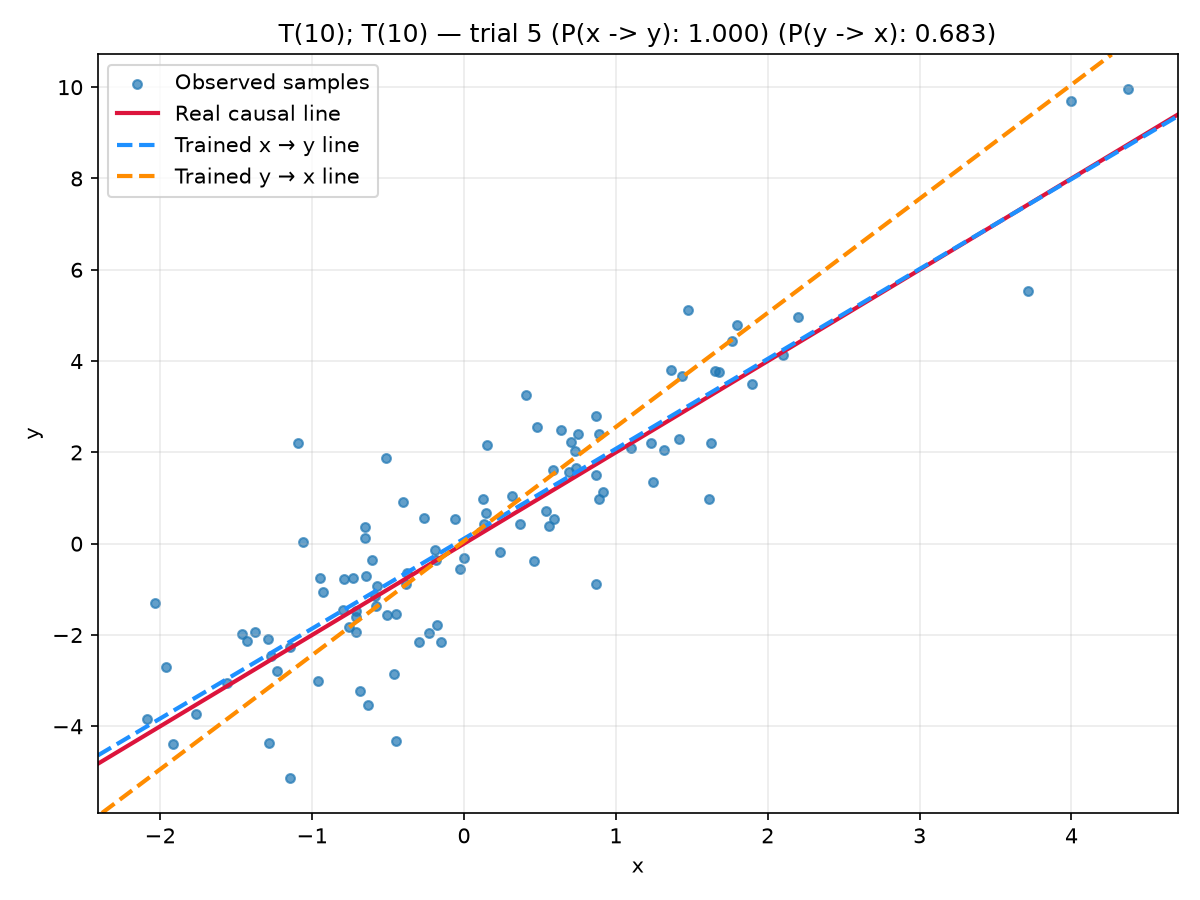 T(10); T(10) — trial 5 (P(x -> y): 1.000) (P(y -> x): 0.683)
Observed samples
Real causal line
Trained x → y line
Trained y → x line
10
8
6
4
2
0
−2
−4
y
−2 −1 0 1 2 3 4
x